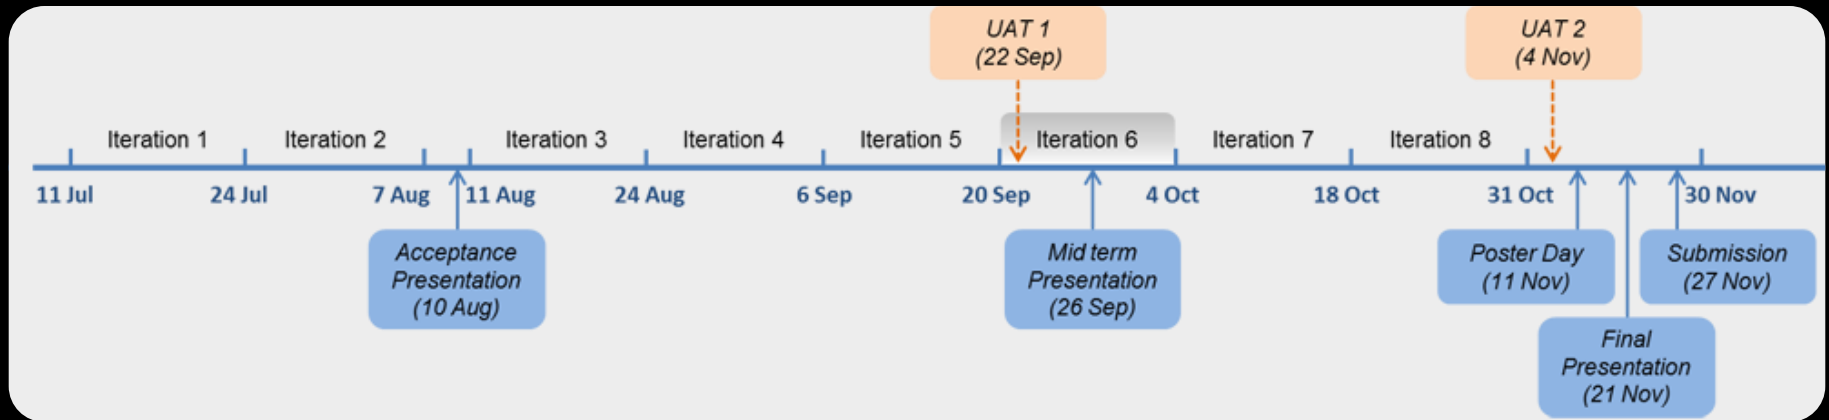 UAT 1
(22 Sep)
UAT 2
(4 Nov)
Iteration 1 Iteration 2 Iteration 3 Iteration 4 Iteration 5 Iteration 6 Iteration 7 Iteration 8
11 Jul 24 Jul 7 Aug 11 Aug 24 Aug 6 Sep 20 Sep 4 Oct 18 Oct 31 Oct 30 Nov
Acceptance
Presentation
(10 Aug)
Mid term
Presentation
(26 Sep)
Poster Day
(11 Nov)
Submission
(27 Nov)
Final
Presentation
(21 Nov)